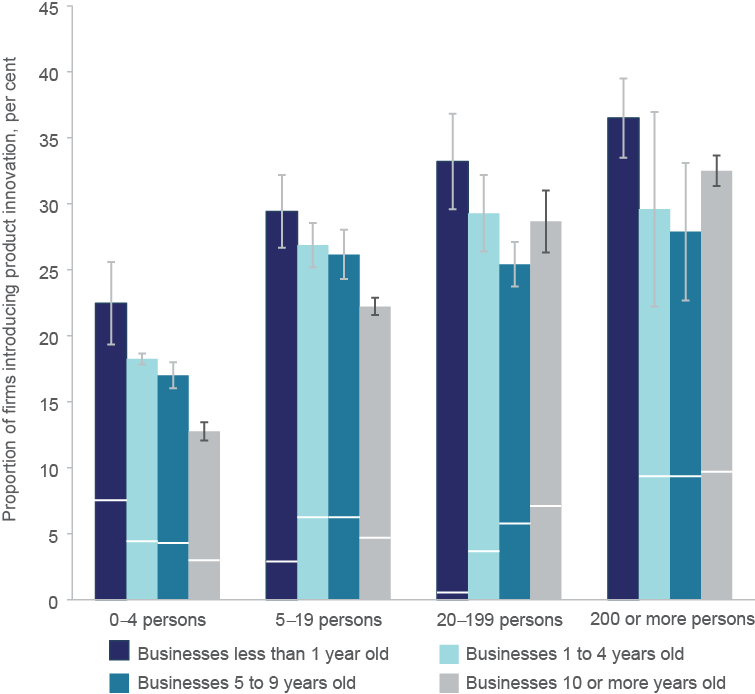 Proportion of firms introducing product innovation, per cent
45
40
35
30
25
20
15
10
5
0
0–4 persons
5–19 persons
20–199 persons
200 or more persons
Businesses less than 1 year old
Businesses 1 to 4 years old
Businesses 5 to 9 years old
Businesses 10 or more years old